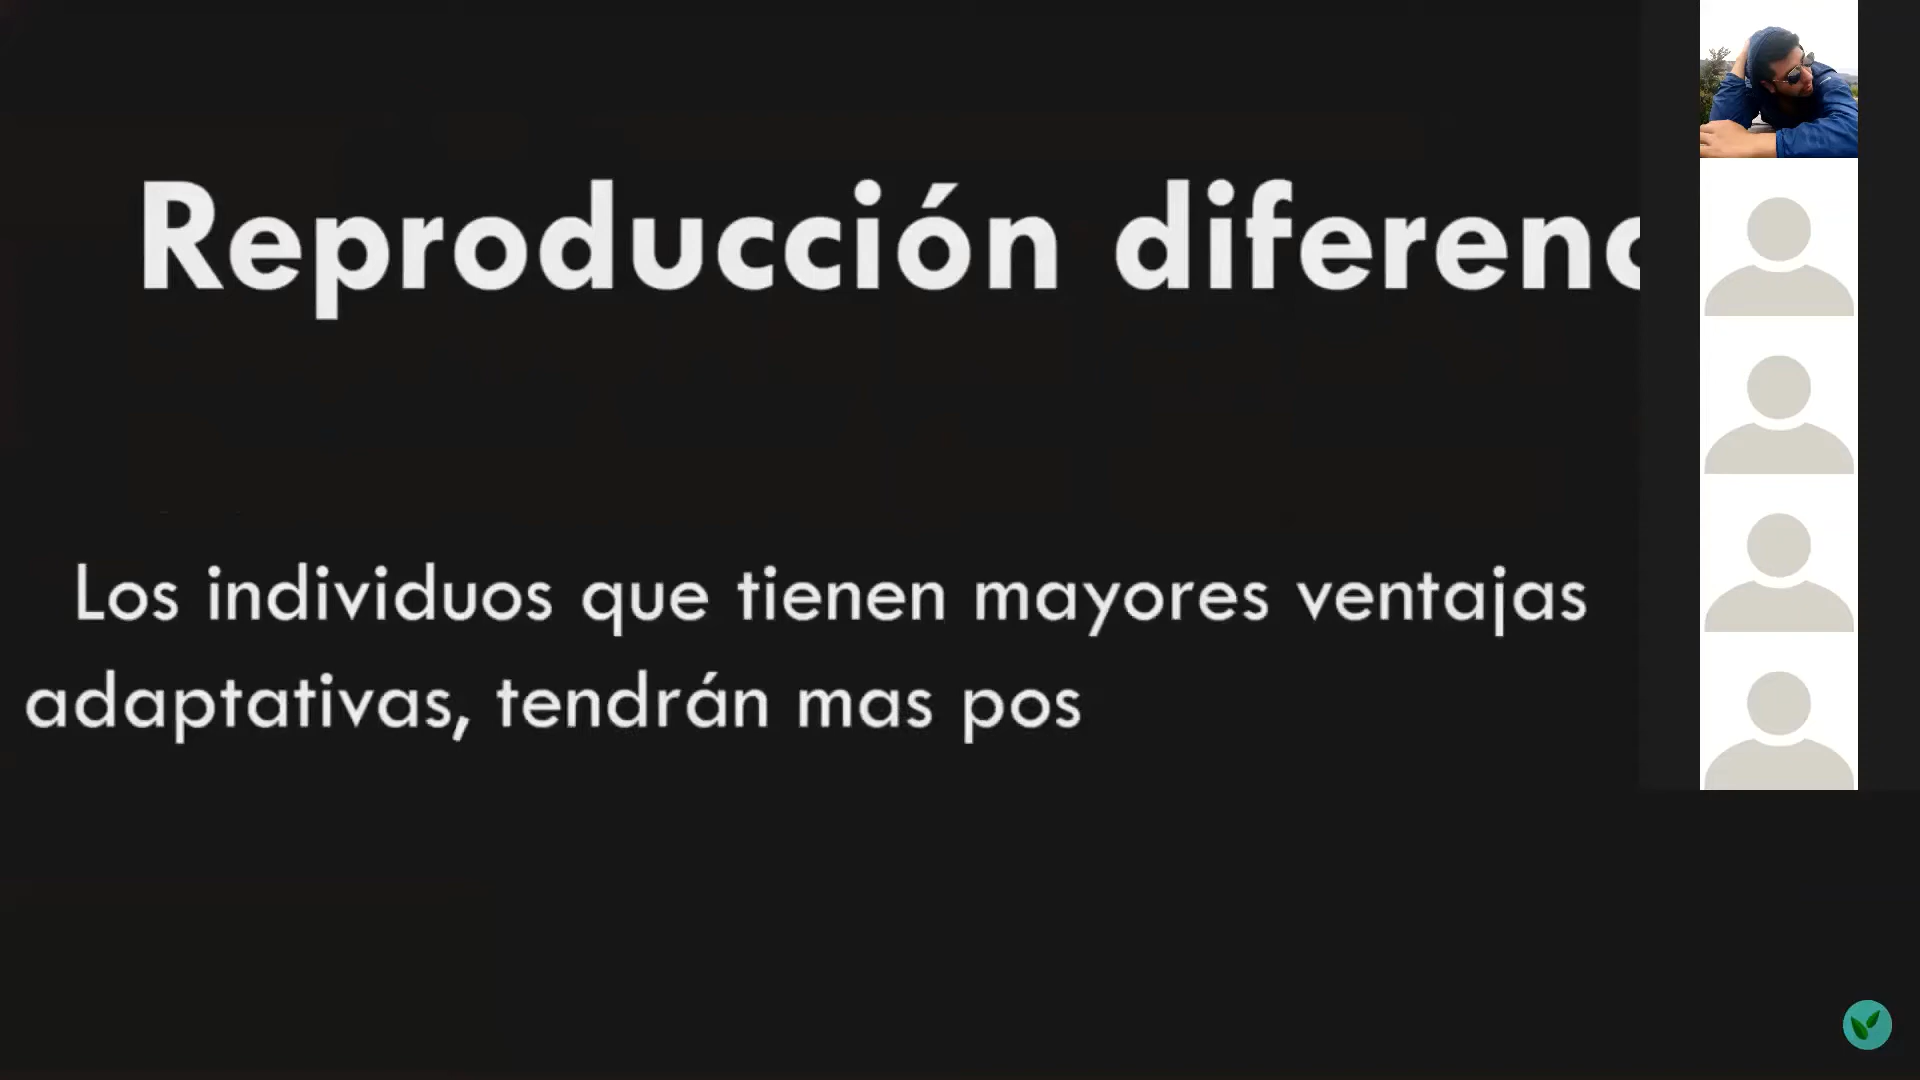 Reproducción diferenc
Los individuos que tienen mayores ventajas
adaptativas, tendrán mas pos